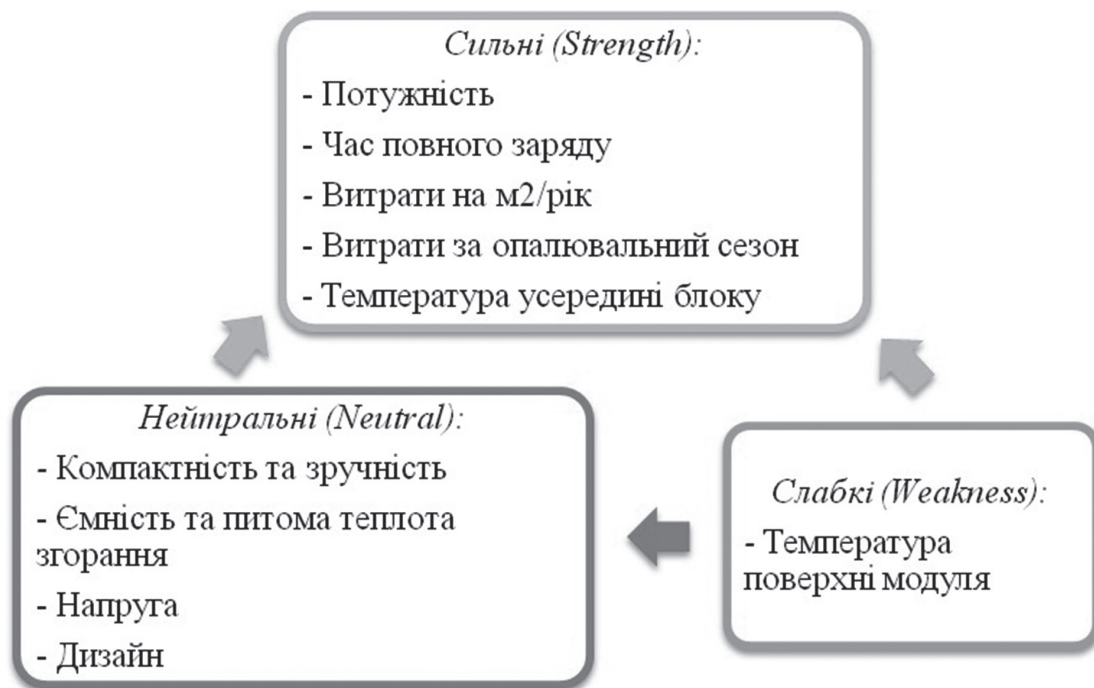 Сильні (Strength):
- Потужність
- Час повного заряду
- Витрати на м2/рік
- Витрати за опалювальний сезон
- Температура усередині блоку
Нейтральні (Neutral):
- Компактність та зручність
- Ємність та питома теплота
згорання
- Напруга
- Дизайн
Слабкі (Weakness):
- Температура
поверхні модуля